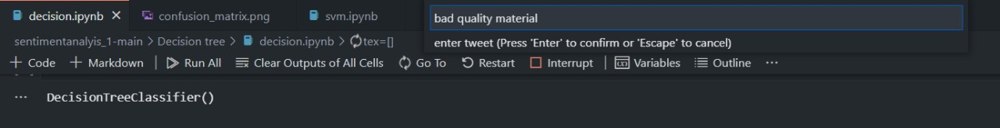 decision.ipynb
confusion_matrix.png
svm.ipynb
bad quality material
enter tweet (Press 'Enter' to confirm or 'Escape' to cancel)
sentimentanalyis_1-main > Decision tree > decision.ipynb > tex=[]
+ Code + Markdown | Run All Clear Outputs of All Cells Go To Restart Interrupt | Variables Outline ...
... DecisionTreeClassifier()